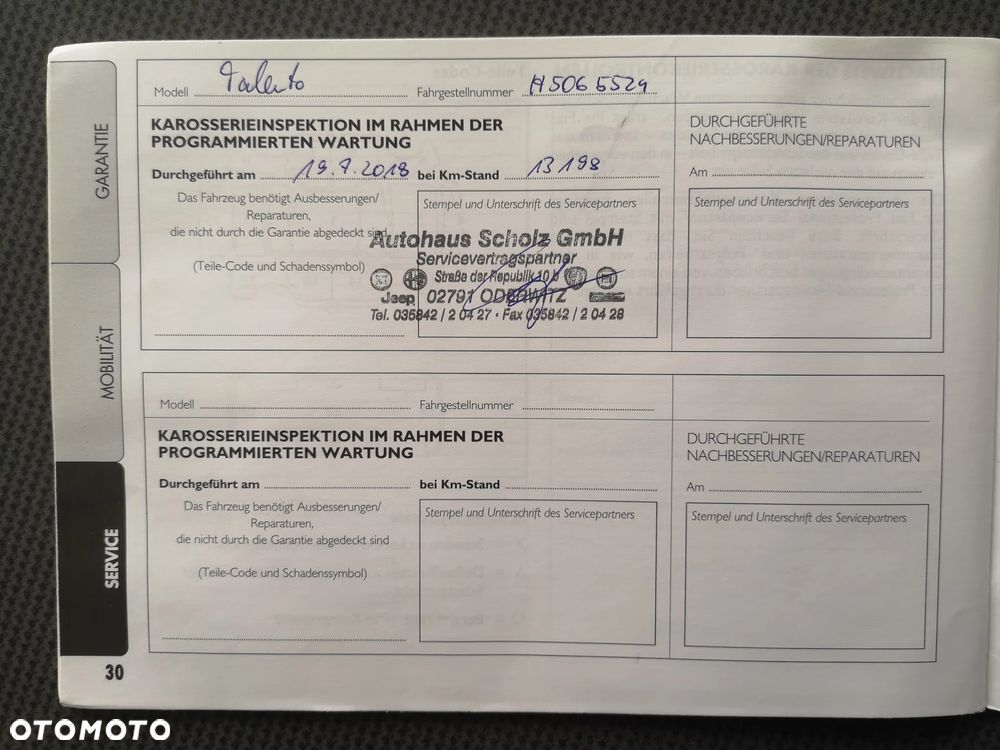 GARANTIE
MOBILITÄT
SERVICE
Modell Talento Fahrgestellnummer H5065529
KAROSSERIEINSPEKTION IM RAHMEN DER
PROGRAMMIERTEN WARTUNG
Durchgeführt am 19.7.2018 bei Km-Stand 13198
Das Fahrzeug benötigt Ausbesserungen/
Reparaturen,
die nicht durch die Garantie abgedeckt sind
(Teile-Code und Schadenssymbol)
Stempel und Unterschrift des Servicepartners
Autohaus Scholz GmbH
Servicevertragspartner
Straße der Republik 10 b
Jeep 02791 ODERWITZ
Tel. 035842 / 2 04 27 • Fax 035842 / 2 04 28
DURCHGEFÜHRTE
NACHBESSERUNGEN/REPARATUREN
Am
Stempel und Unterschrift des Servicepartners
Modell Fahrgestellnummer
KAROSSERIEINSPEKTION IM RAHMEN DER
PROGRAMMIERTEN WARTUNG
Durchgeführt am bei Km-Stand
Das Fahrzeug benötigt Ausbesserungen/
Reparaturen,
die nicht durch die Garantie abgedeckt sind
(Teile-Code und Schadenssymbol)
Stempel und Unterschrift des Servicepartners
DURCHGEFÜHRTE
NACHBESSERUNGEN/REPARATUREN
Am
Stempel und Unterschrift des Servicepartners
30
OTOMOTO